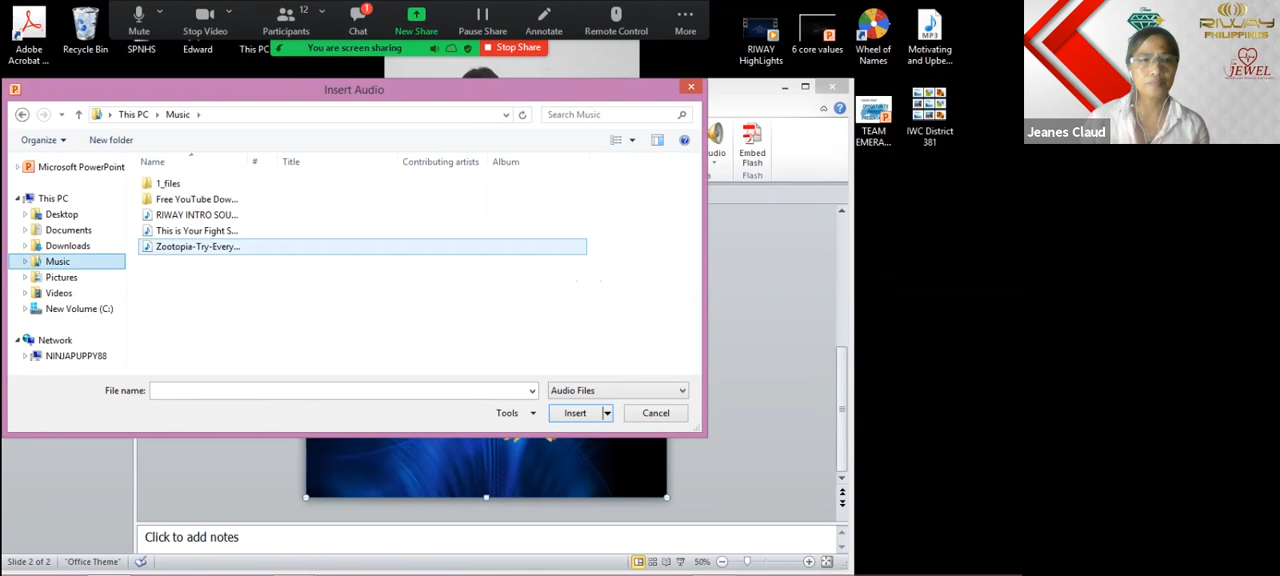 Mute
Stop Video
12
Participants
1
Chat
New Share
Pause Share
Annotate
Remote Control
More
You are screen sharing
Stop Share
Adobe
Acrobat ...
Recycle Bin
SPNHS
Edward
This PC
RIWAY
HighLights
6 core values
Wheel of
Names
MP3
Motivating
and Upbe...
TEAM
EMERA...
IWC District
381
RIWAY
PHILIPPINES
JEWEL
Jeanes Claud
Insert Audio
This PC
Music
Search Music
Organize
New folder
Name
#
Title
Contributing artists
Album
Microsoft PowerPoint
This PC
Desktop
Documents
Downloads
Music
Pictures
Videos
New Volume (C:)
Network
NINJAPUPPY88
1_files
Free YouTube Dow...
RIWAY INTRO SOU...
This is Your Fight S...
Zootopia-Try-Every...
File name:
Audio Files
Tools
Insert
Cancel
udio
Embed
Flash
Flash
Click to add notes
Slide 2 of 2
"Office Theme"
50%